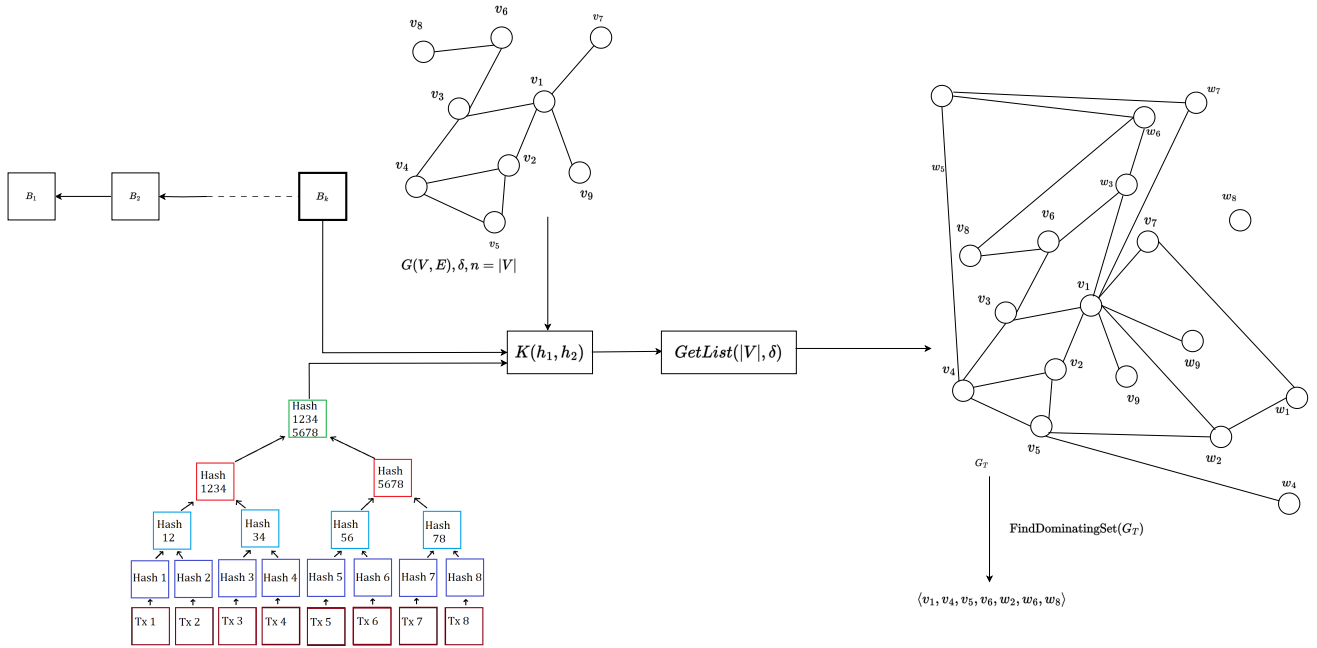 B₁
B₂
Bₖ
v₈
v₆
v₇
v₃
v₁
v₄
v₂
v₉
v₅
G(V, E), δ, n = |V|
K(h₁, h₂)
GetList(|V|, δ)
Hash
1234
5678
Hash
1234
Hash
5678
Hash
12
Hash
34
Hash
56
Hash
78
Hash 1
Hash 2
Hash 3
Hash 4
Hash 5
Hash 6
Hash 7
Hash 8
Tx 1
Tx 2
Tx 3
Tx 4
Tx 5
Tx 6
Tx 7
Tx 8
w₇
w₆
w₅
w₃
w₈
v₈
v₆
v₇
v₃
v₁
w₉
v₄
v₂
v₉
w₁
v₅
w₂
w₄
G_T
FindDominatingSet(G_T)
⟨v₁, v₄, v₅, v₆, w₂, w₆, w₈⟩